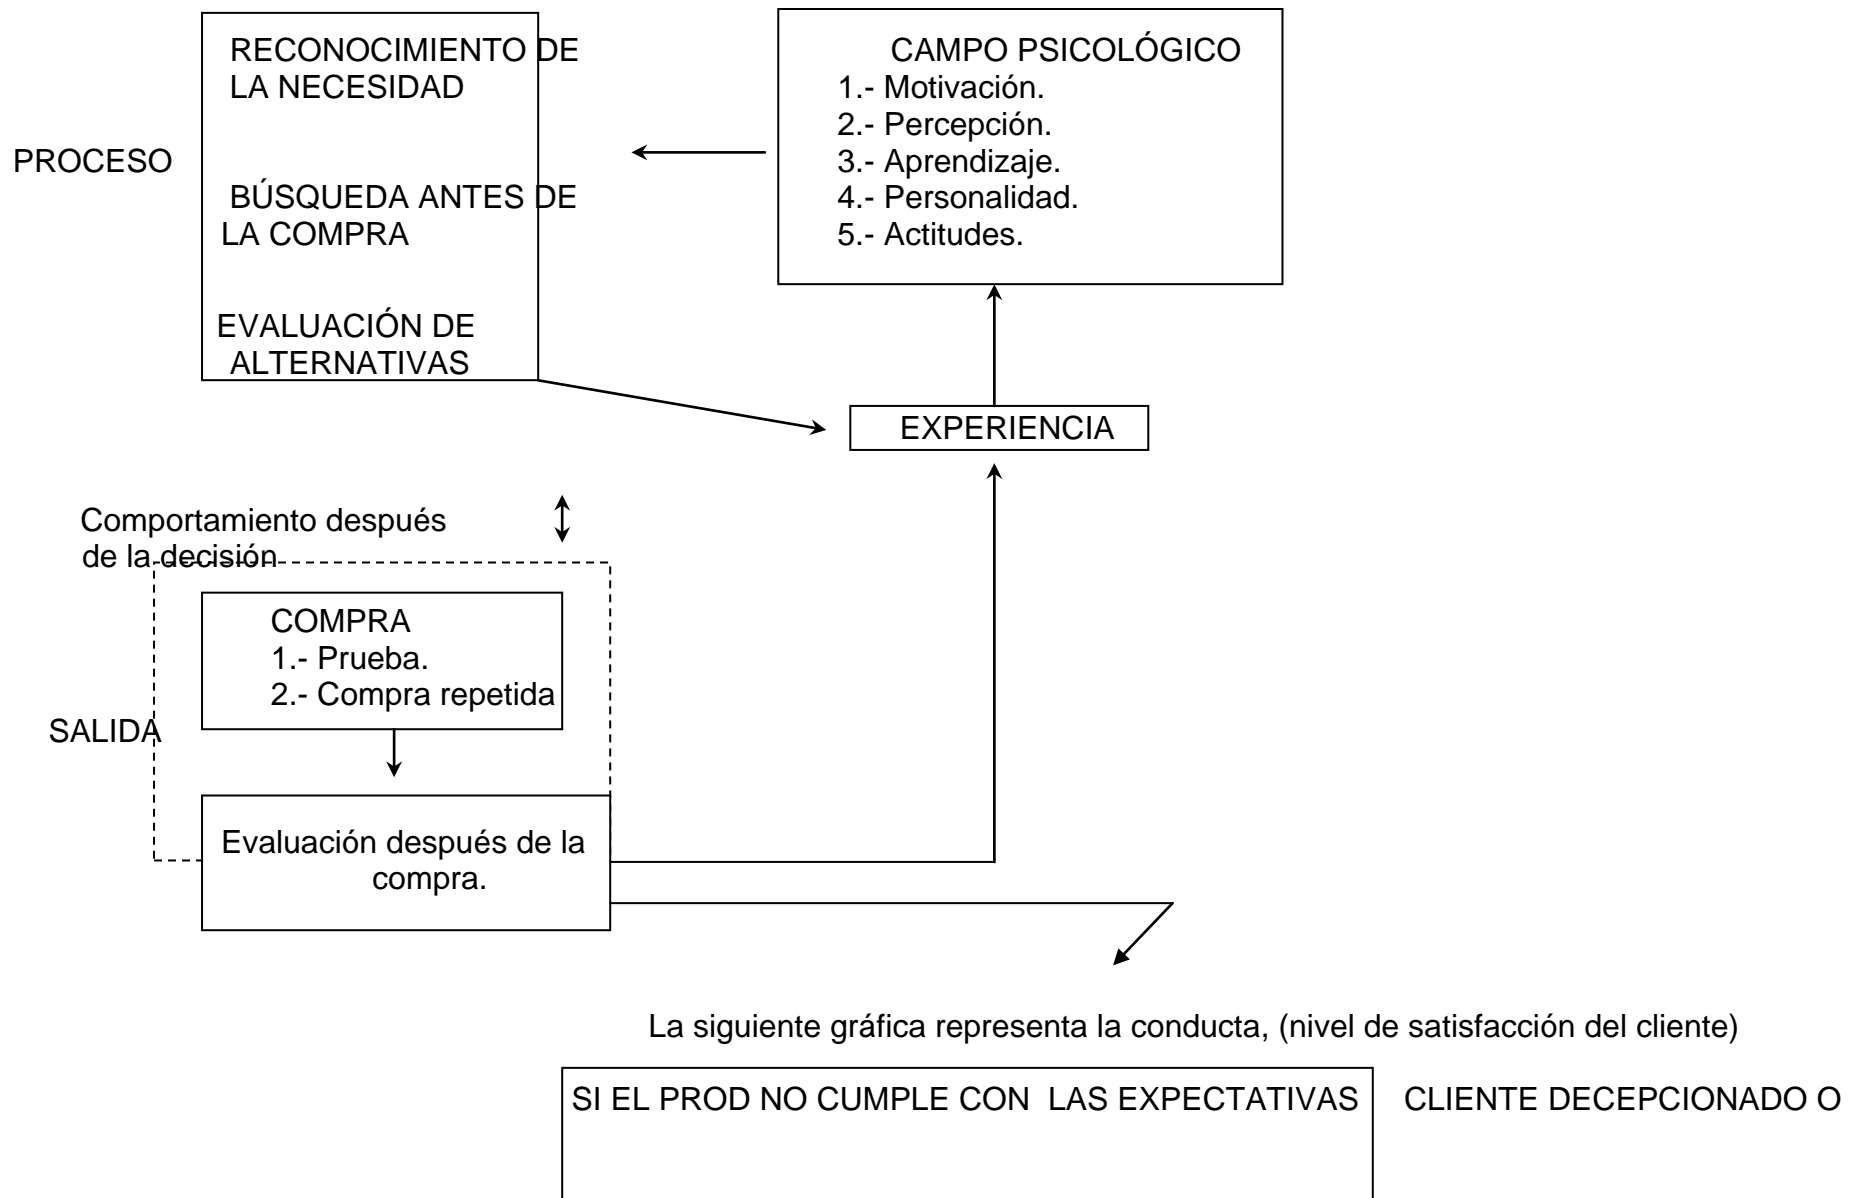 RECONOCIMIENTO DE
LA NECESIDAD
PROCESO
BÚSQUEDA ANTES DE
LA COMPRA
EVALUACIÓN DE
ALTERNATIVAS
CAMPO PSICOLÓGICO
1.- Motivación.
2.- Percepción.
3.- Aprendizaje.
4.- Personalidad.
5.- Actitudes.
EXPERIENCIA
Comportamiento después
de la decisión
COMPRA
1.- Prueba.
2.- Compra repetida
SALIDA
Evaluación después de la
compra.
La siguiente gráfica representa la conducta, (nivel de satisfacción del cliente)
SI EL PROD NO CUMPLE CON LAS EXPECTATIVAS
CLIENTE DECEPCIONADO O